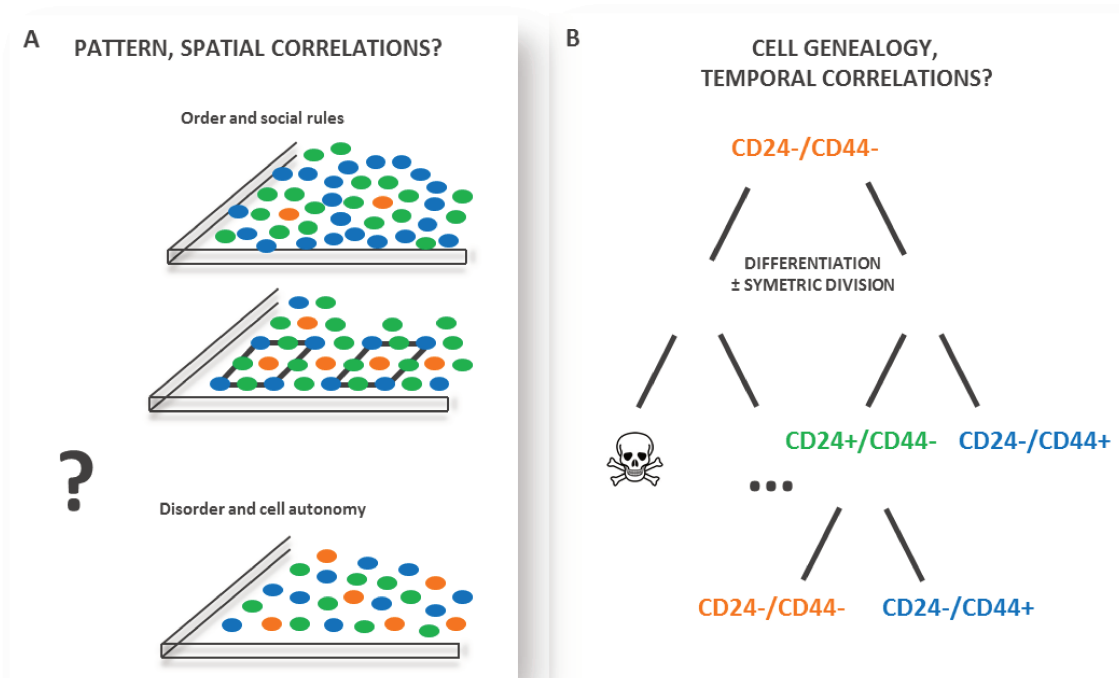 A
PATTERN, SPATIAL CORRELATIONS?
Order and social rules
?
Disorder and cell autonomy
B
CELL GENEALOGY,
TEMPORAL CORRELATIONS?
CD24-/CD44-
DIFFERENTIATION
± SYMETRIC DIVISION
CD24+/CD44- CD24-/CD44+
...
CD24-/CD44- CD24-/CD44+